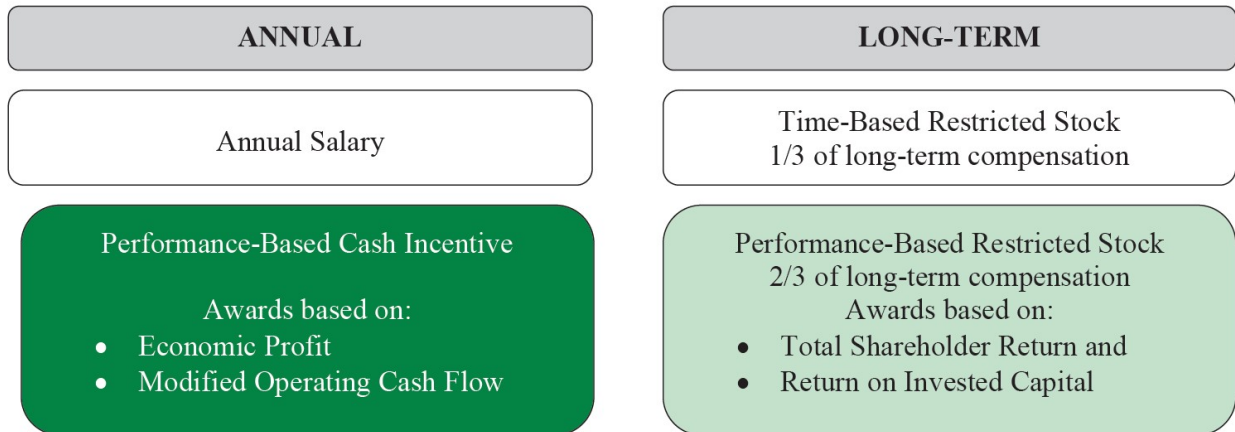 ANNUAL
Annual Salary
Performance-Based Cash Incentive
Awards based on:
• Economic Profit
• Modified Operating Cash Flow
LONG-TERM
Time-Based Restricted Stock
1/3 of long-term compensation
Performance-Based Restricted Stock
2/3 of long-term compensation
Awards based on:
• Total Shareholder Return and
• Return on Invested Capital